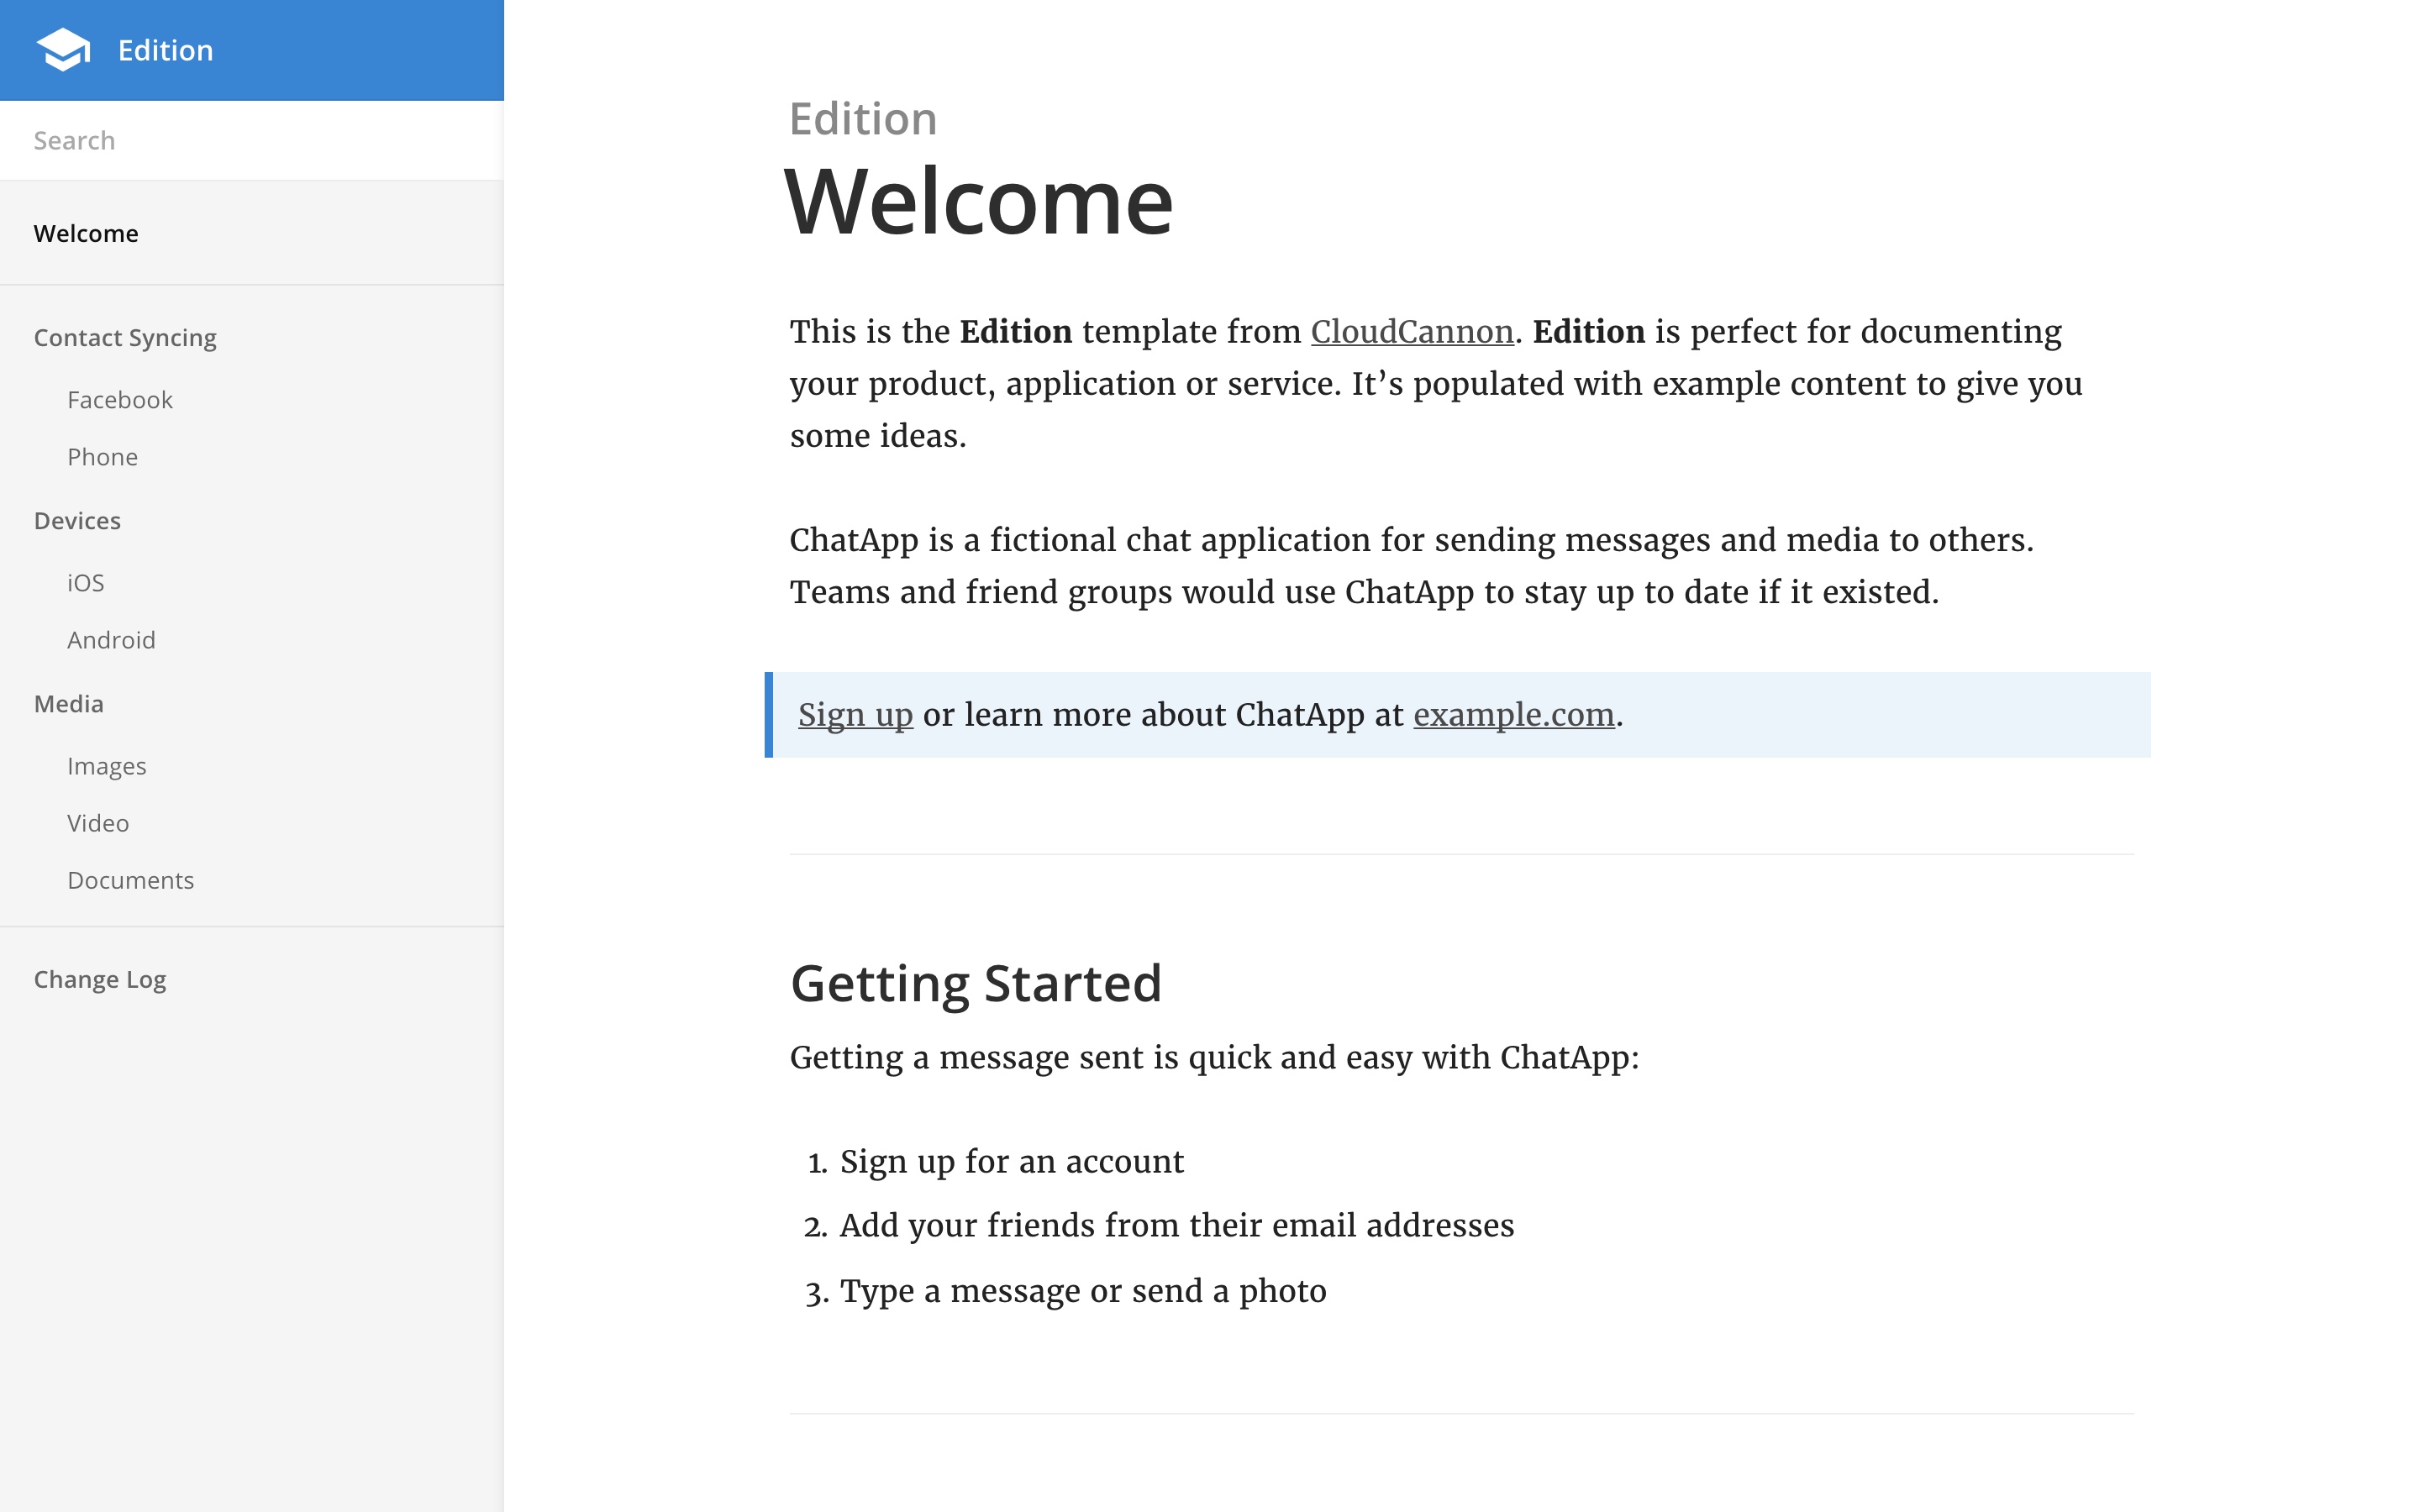 Edition
Search
Welcome
Contact Syncing
Facebook
Phone
Devices
iOS
Android
Media
Images
Video
Documents
Change Log
Edition
Welcome
This is the Edition template from CloudCannon. Edition is perfect for documenting
your product, application or service. It’s populated with example content to give you
some ideas.
ChatApp is a fictional chat application for sending messages and media to others.
Teams and friend groups would use ChatApp to stay up to date if it existed.
Sign up or learn more about ChatApp at example.com.
Getting Started
Getting a message sent is quick and easy with ChatApp:
1. Sign up for an account
2. Add your friends from their email addresses
3. Type a message or send a photo